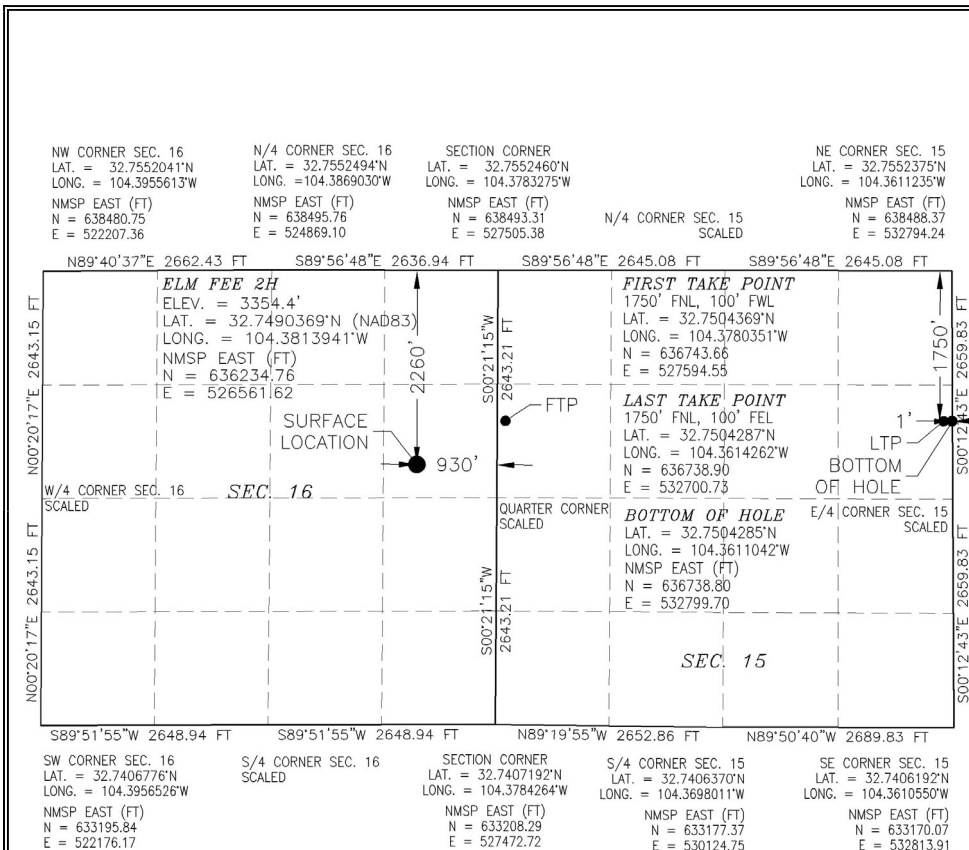 NW CORNER SEC. 16
LAT. = 32.7552041°N
LONG. = 104.3955613°W
NMSP EAST (FT)
N = 638480.75
E = 522207.36
N/4 CORNER SEC. 16
LAT. = 32.7552494°N
LONG. =104.3869030°W
NMSP EAST (FT)
N = 638495.76
E = 524869.10
SECTION CORNER
LAT. = 32.7552460°N
LONG. = 104.3783275°W
NMSP EAST (FT)
N = 638493.31
E = 527505.38
N/4 CORNER SEC. 15
SCALED
NE CORNER SEC. 15
LAT. = 32.7552375°N
LONG. = 104.3611235°W
NMSP EAST (FT)
N = 638488.37
E = 532794.24
N89°40'37"E 2662.43 FT
S89°56'48"E 2636.94 FT
S89°56'48"E 2645.08 FT
S89°56'48"E 2645.08 FT
N00°20'17"E 2643.15 FT
ELM FEE 2H
ELEV. = 3354.4'
LAT. = 32.7490369°N (NAD83)
LONG. = 104.3813941°W
NMSP EAST (FT)
N = 636234.76
E = 526561.62
2260'
SURFACE
LOCATION
930'
S00°21'15"W
2643.21 FT
FTP
FIRST TAKE POINT
1750' FNL, 100' FWL
LAT. = 32.7504369°N
LONG. = 104.3780351°W
N = 636743.66
E = 527594.55
LAST TAKE POINT
1750' FNL, 100' FEL
LAT. = 32.7504287°N
LONG. = 104.3614262°W
N = 636738.90
E = 532700.73
1750'
1'
LTP
BOTTOM
OF HOLE
S00°12'43"E 2659.83 FT
W/4 CORNER SEC. 16
SCALED
SEC. 16
QUARTER CORNER
SCALED
BOTTOM OF HOLE
LAT. = 32.7504285°N
LONG. = 104.3611042°W
NMSP EAST (FT)
N = 636738.80
E = 532799.70
E/4 CORNER SEC. 15
SCALED
N00°20'17"E 2643.15 FT
S00°21'15"W
2643.21 FT
SEC. 15
S00°12'43"E 2659.83 FT
S89°51'55"W 2648.94 FT
S89°51'55"W 2648.94 FT
N89°19'55"W 2652.86 FT
N89°50'40"W 2689.83 FT
SW CORNER SEC. 16
LAT. = 32.7406776°N
LONG. = 104.3956526°W
NMSP EAST (FT)
N = 633195.84
E = 522176.17
S/4 CORNER SEC. 16
SCALED
SECTION CORNER
LAT. = 32.7407192°N
LONG. = 104.3784264°W
NMSP EAST (FT)
N = 633208.29
E = 527472.72
S/4 CORNER SEC. 15
LAT. = 32.7406370°N
LONG. = 104.3698011°W
NMSP EAST (FT)
N = 633177.37
E = 530124.75
SE CORNER SEC. 15
LAT. = 32.7406192°N
LONG. = 104.3610550°W
NMSP EAST (FT)
N = 633170.07
E = 532813.91